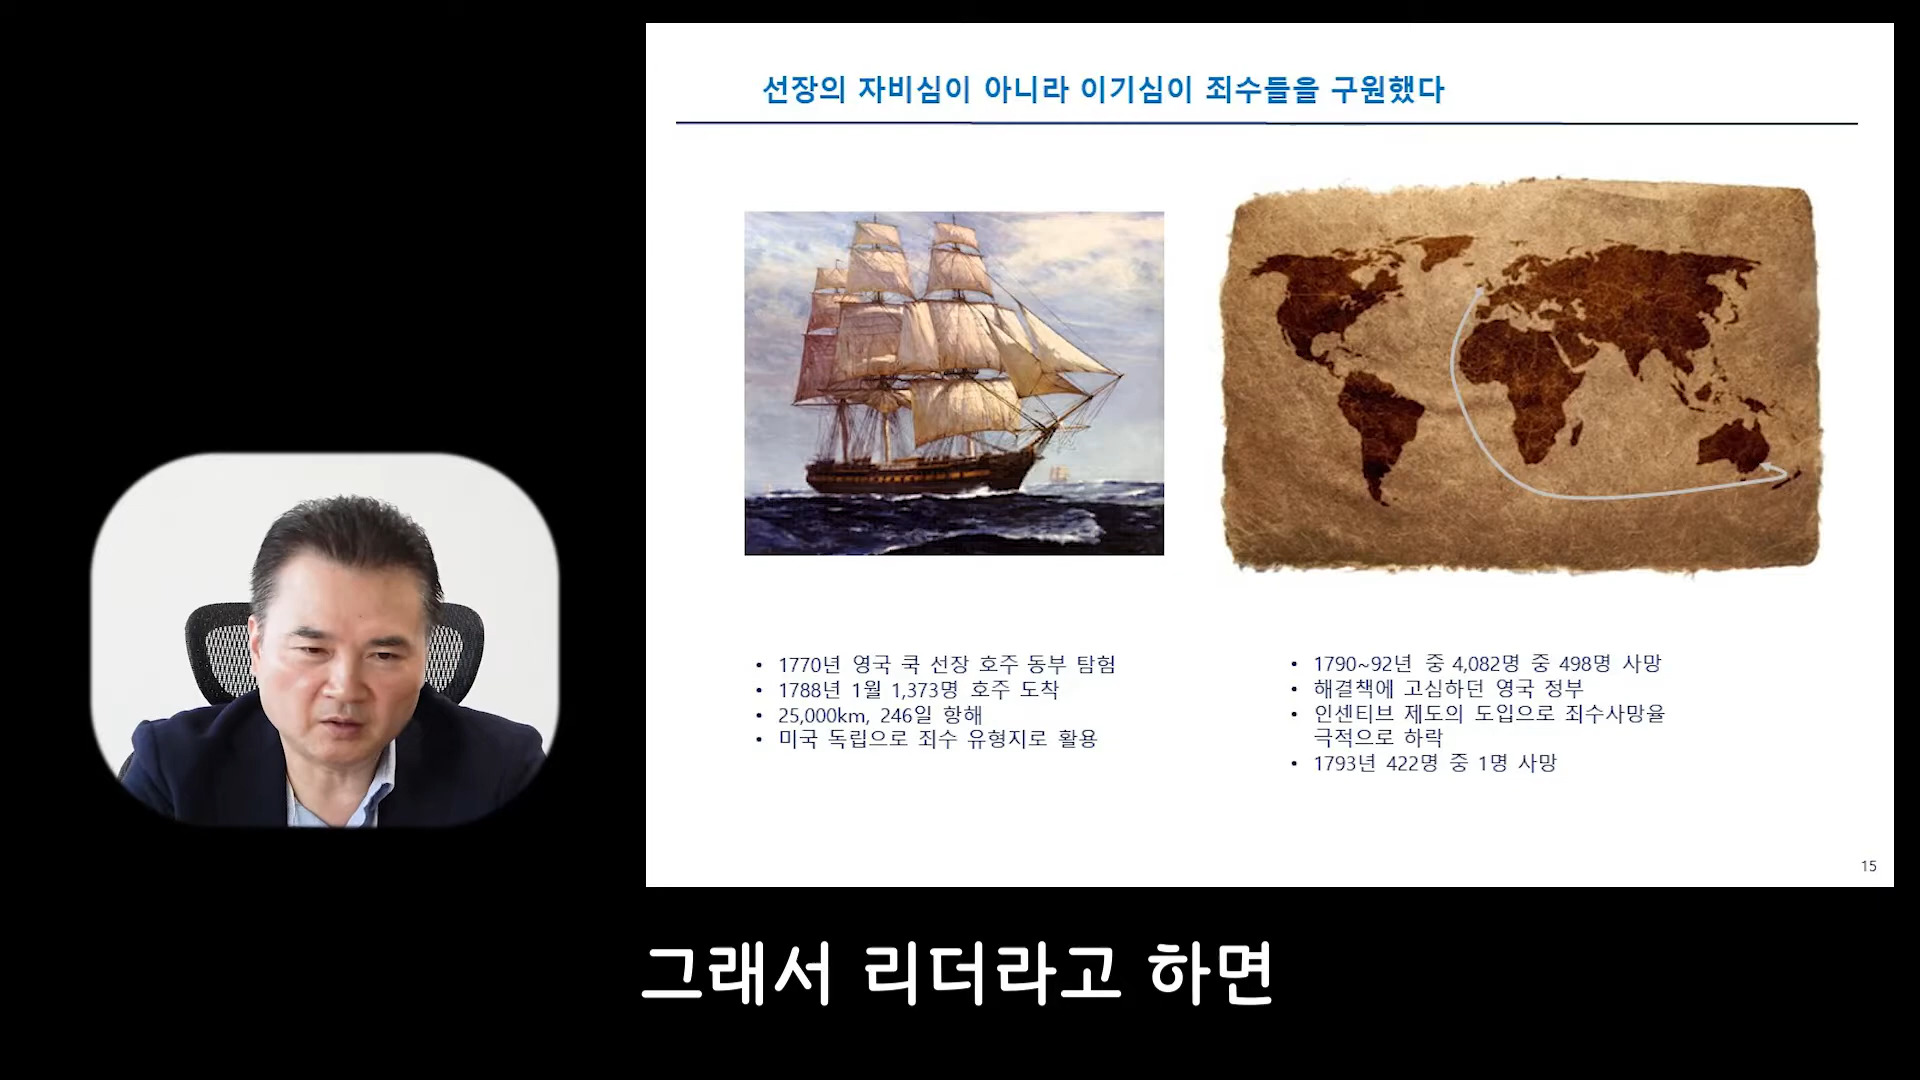 선장의 자비심이 아니라 이기심이 죄수들을 구원했다
• 1770년 영국 쿡 선장 호주 동부 탐험
• 1788년 1월 1,373명 호주 도착
• 25,000km, 246일 항해
• 미국 독립으로 죄수 유형지로 활용
• 1790~92년 중 4,082명 중 498명 사망
• 해결책에 고심하던 영국 정부
• 인센티브 제도의 도입으로 죄수사망율
극적으로 하락
• 1793년 422명 중 1명 사망
15
그래서 리더라고 하면